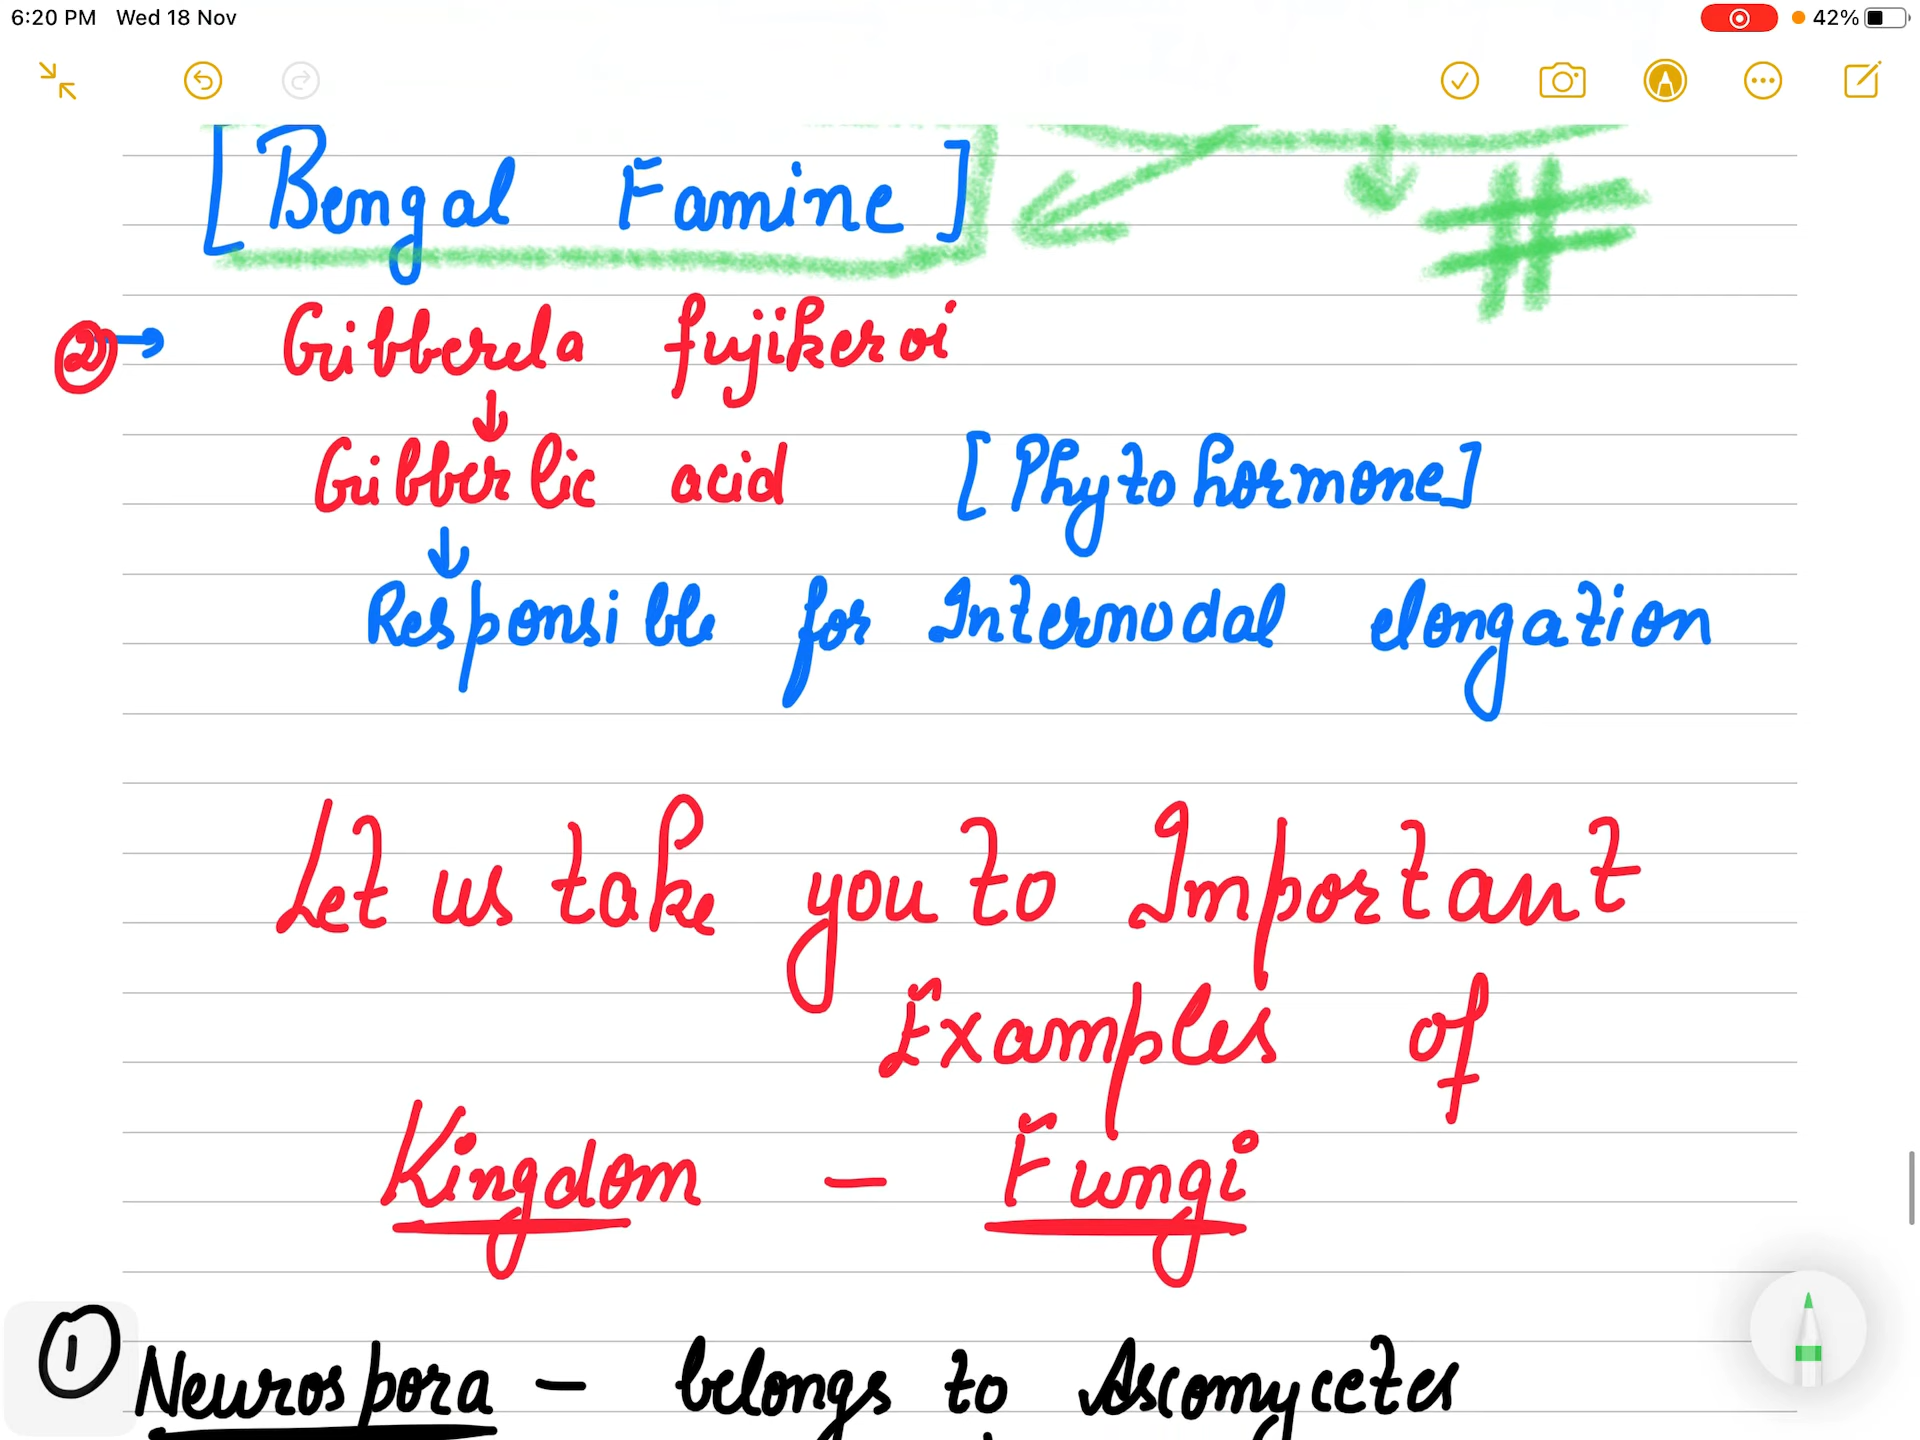 6:20 PM Wed 18 Nov 42%
[Bengal Famine]
② → Gibberela fujikeroi
↓
Gibberlic acid [Phytohormone]
↓
Responsible for Internodal elongation
Let us take you to Important
Examples of
Kingdom - Fungi
① Neurospora - belongs to Ascomycetes